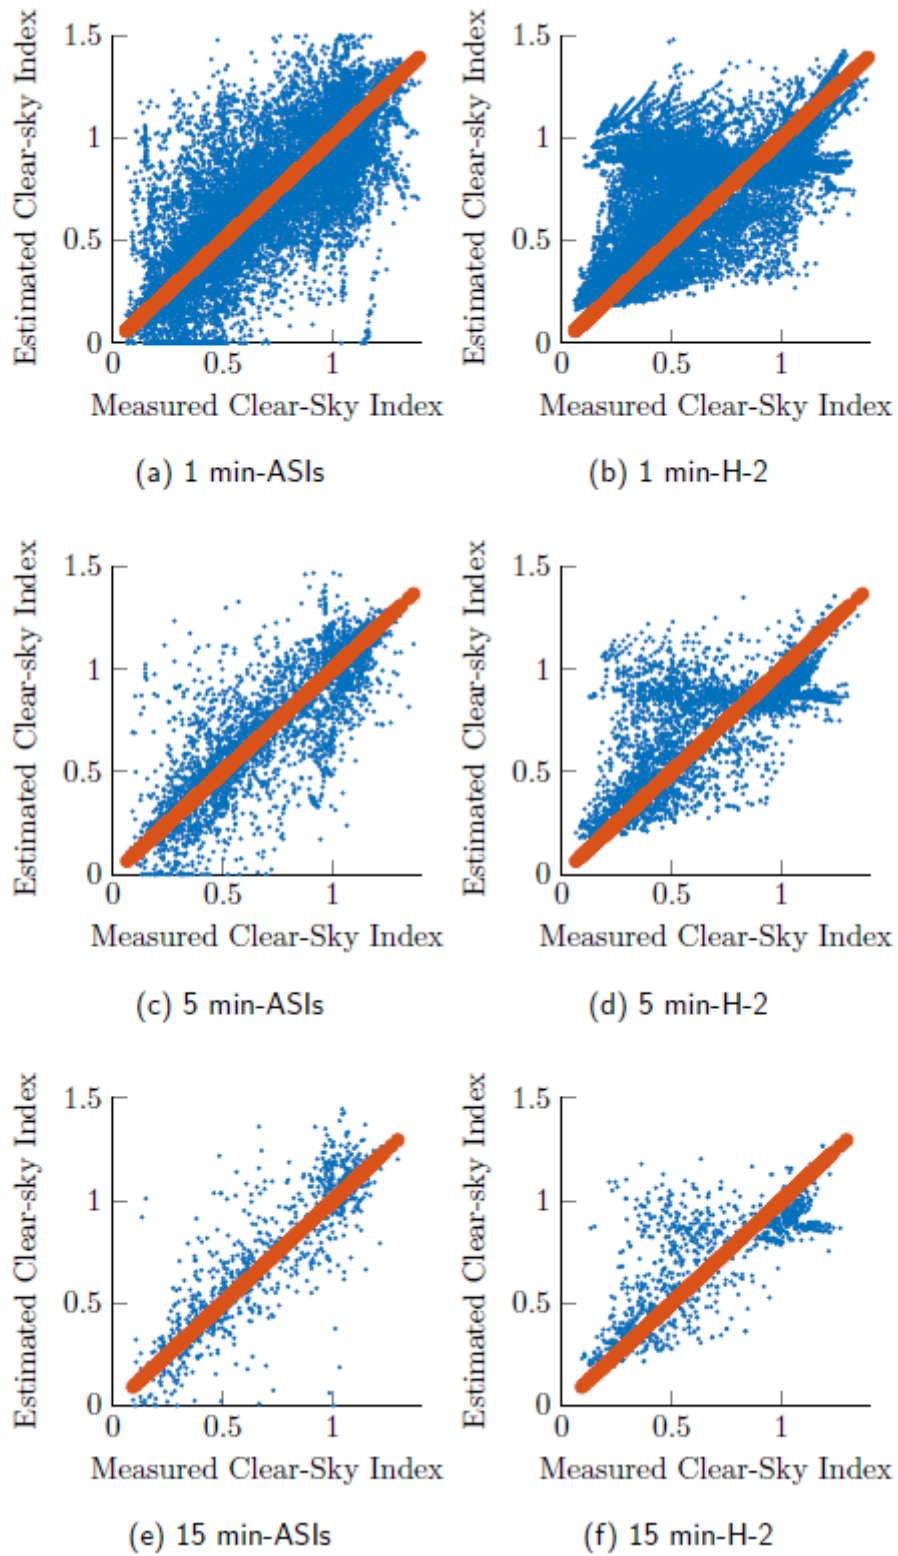 Estimated Clear-sky Index
1.5
1
0.5
0
0
0.5
1
Measured Clear-Sky Index
(a) 1 min-ASIs
Estimated Clear-sky Index
1.5
1
0.5
0
0
0.5
1
Measured Clear-Sky Index
(b) 1 min-H-2
Estimated Clear-sky Index
1.5
1
0.5
0
0
0.5
1
Measured Clear-Sky Index
(c) 5 min-ASIs
Estimated Clear-sky Index
1.5
1
0.5
0
0
0.5
1
Measured Clear-Sky Index
(d) 5 min-H-2
Estimated Clear-sky Index
1.5
1
0.5
0
0
0.5
1
Measured Clear-Sky Index
(e) 15 min-ASIs
Estimated Clear-sky Index
1.5
1
0.5
0
0
0.5
1
Measured Clear-Sky Index
(f) 15 min-H-2